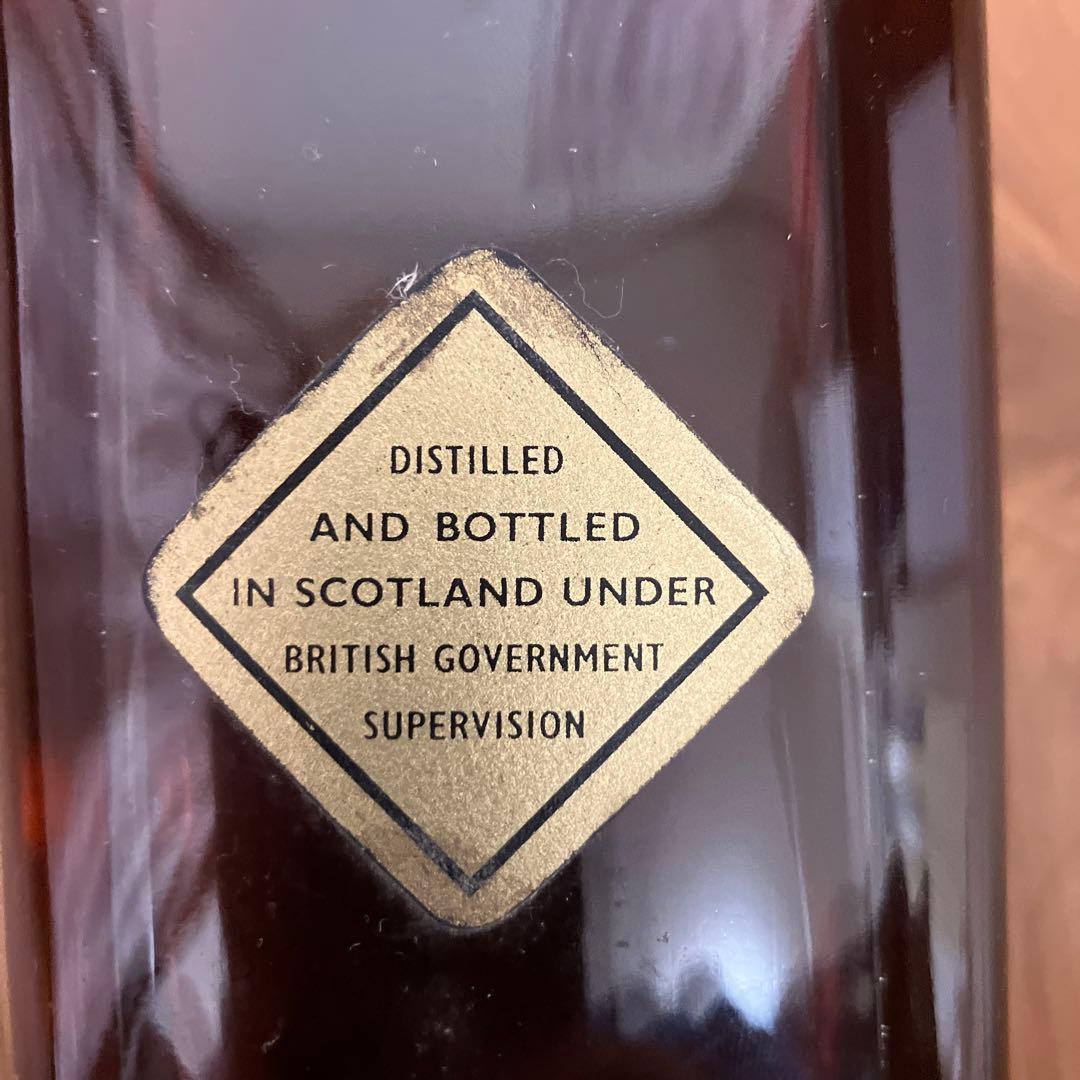 DISTILLED
AND BOTTLED
IN SCOTLAND UNDER
BRITISH GOVERNMENT
SUPERVISION